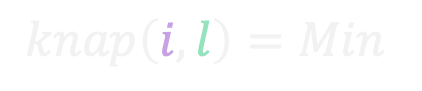 knap(i, l) = Min